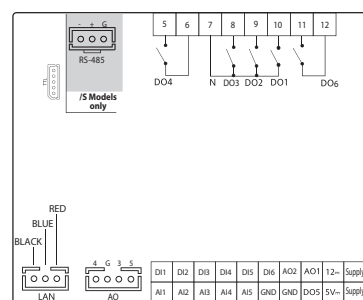 - + G
5 6 7 8 9 10 11 12
RS-485
DO4 N DO3 DO2 DO1 DO6
/S Models
only
RED
BLUE
BLACK
4 G 3 5
LAN AO
DI1 DI2 DI3 DI4 DI5 DI6 AO2 AO1 12⎓ Supply
AI1 AI2 AI3 AI4 AI5 GND GND DO5 5V⎓ Supply